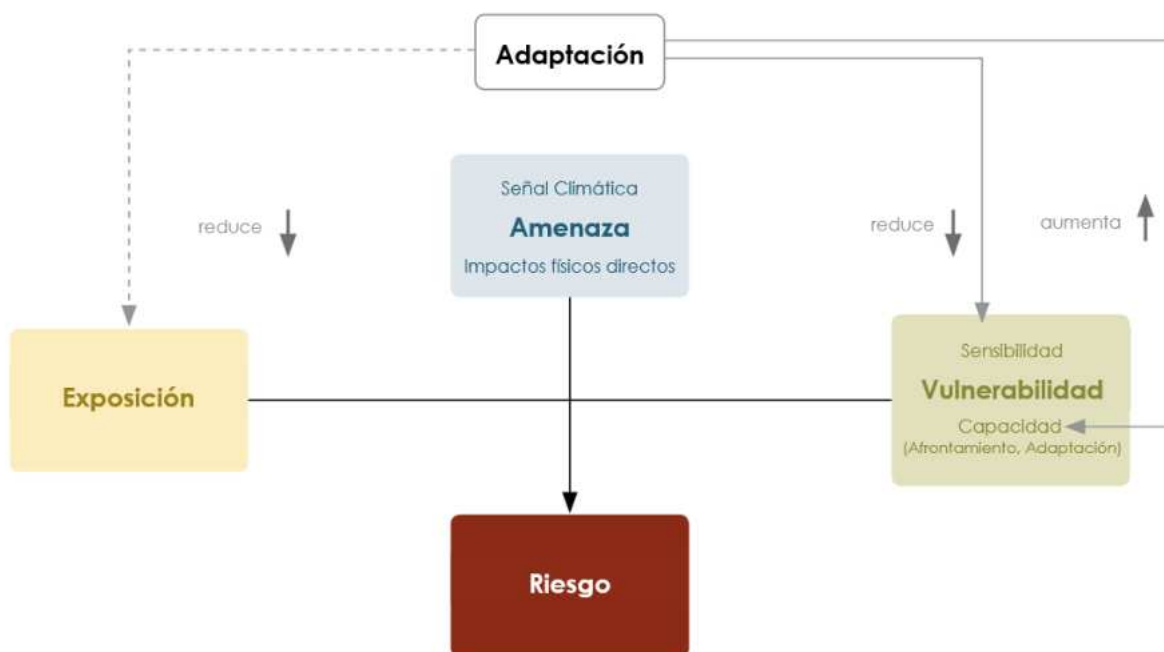 Adaptación
Señal Climática
Amenaza
Impactos físicos directos
reduce
reduce
aumenta
Exposición
Sensibilidad
Vulnerabilidad
Capacidad
(Afrontamiento, Adaptación)
Riesgo